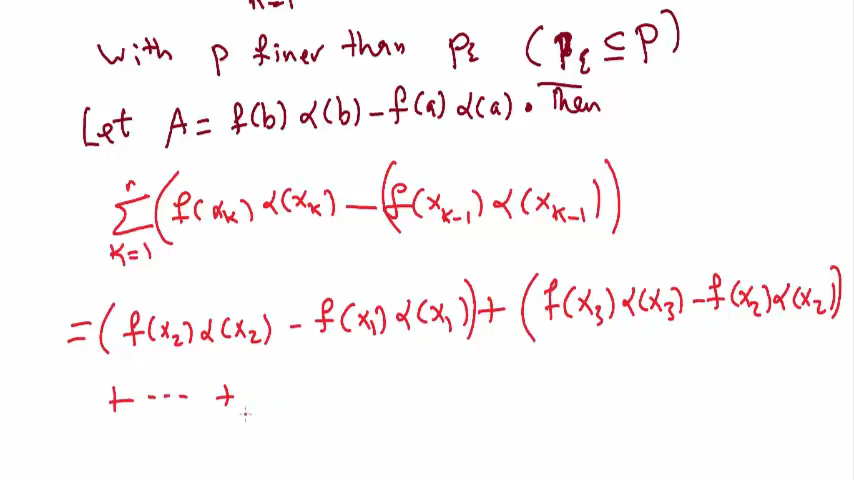 with p finer than p_ε (P_ε ⊆ P)
Let A = f(b) α(b) – f(a) α(a). Then
∑_{k=1}^{n} (f(x_k) α(x_k) – (f(x_{k-1}) α(x_{k-1}))
= (f(x_2) α(x_2) - f(x_1) α(x_1)) + (f(x_3) α(x_3) - f(x_2) α(x_2))
+ --- +